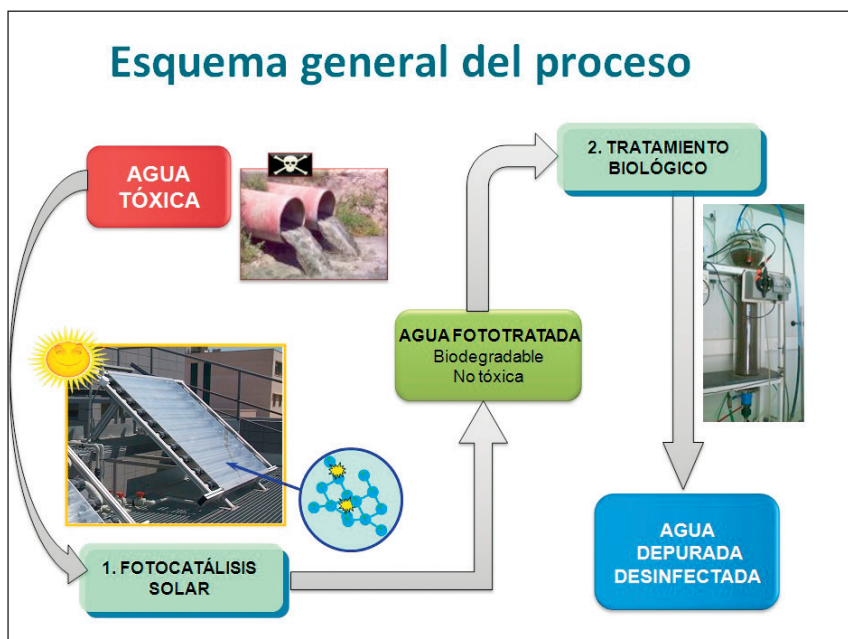 Esquema general del proceso
AGUA
TÓXICA
1. FOTOCATÁLISIS
SOLAR
AGUA FOTOTRATADA
Biodegradable
No tóxica
2. TRATAMIENTO
BIOLÓGICO
AGUA
DEPURADA
DESINFECTADA